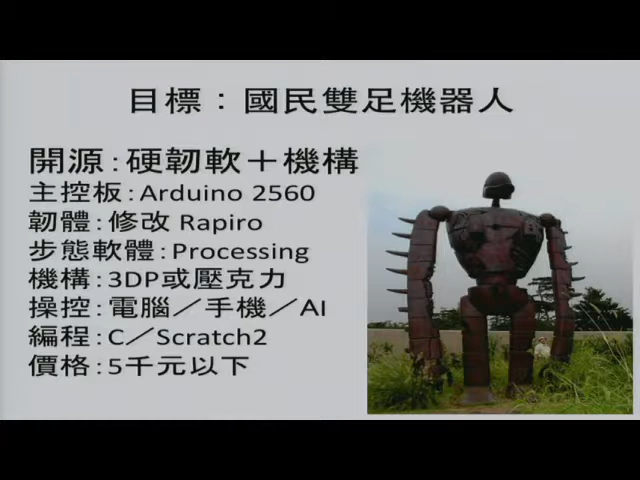 目標：國民雙足機器人
開源:硬韌軟＋機構
主控板:Arduino 2560
韌體:修改 Rapiro
步態軟體:Processing
機構:3DP或壓克力
操控:電腦／手機／AI
編程:C／Scratch2
價格:5千元以下